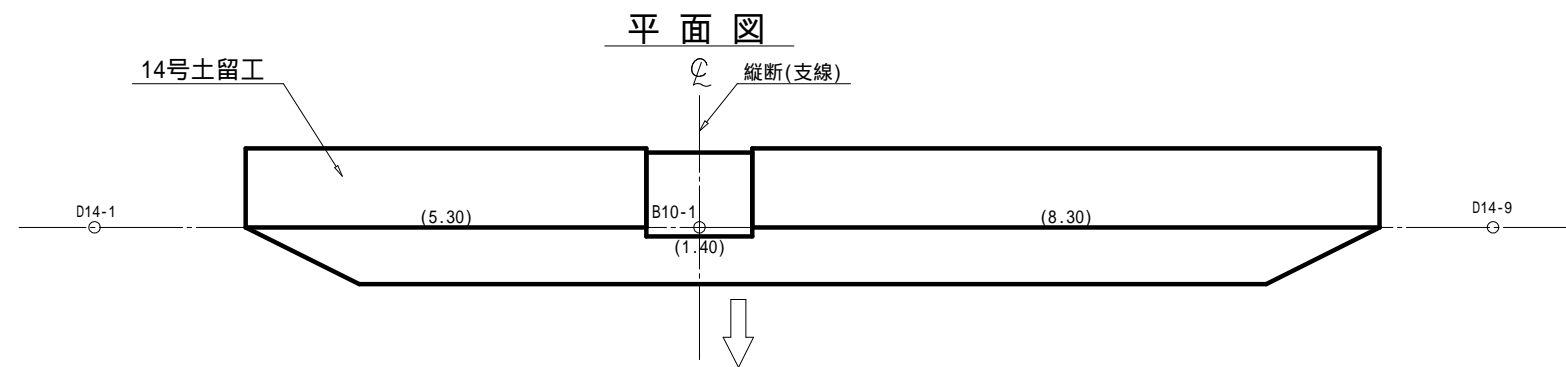 平面図
14号土留工
℄
縦断(支線)
D14-1
(5.30)
B10-1
(8.30)
D14-9
(1.40)